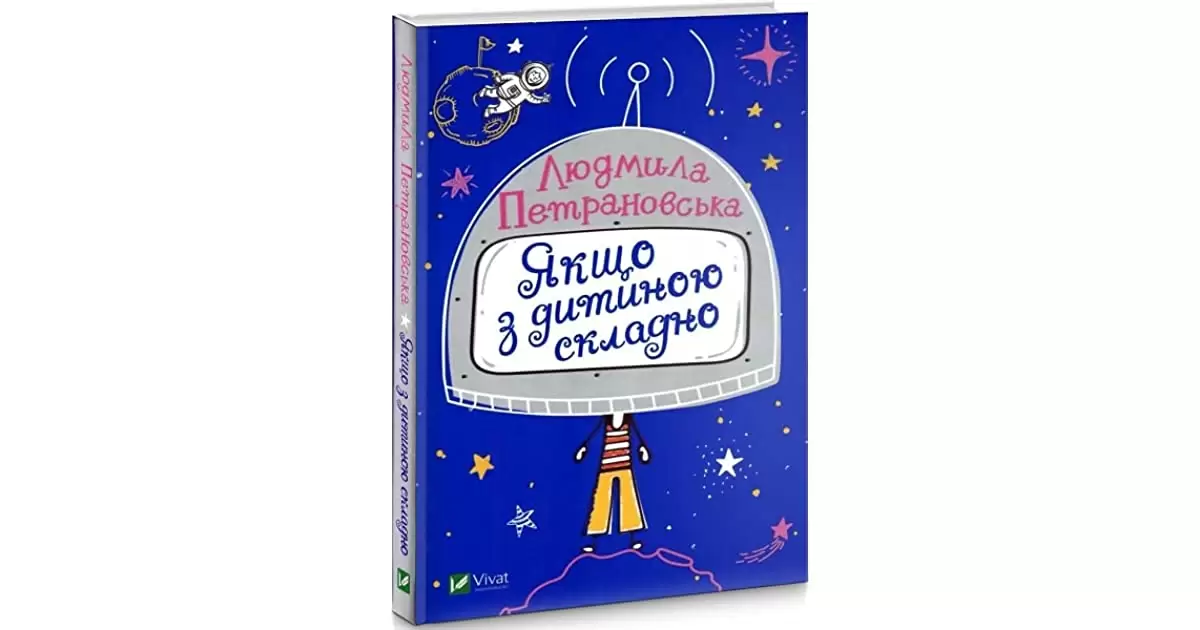 Людмила Петрановська ★ Якщо з дитиною складно
Людмила
Петрановська
Якщо
з дитиною
складно
Vivat